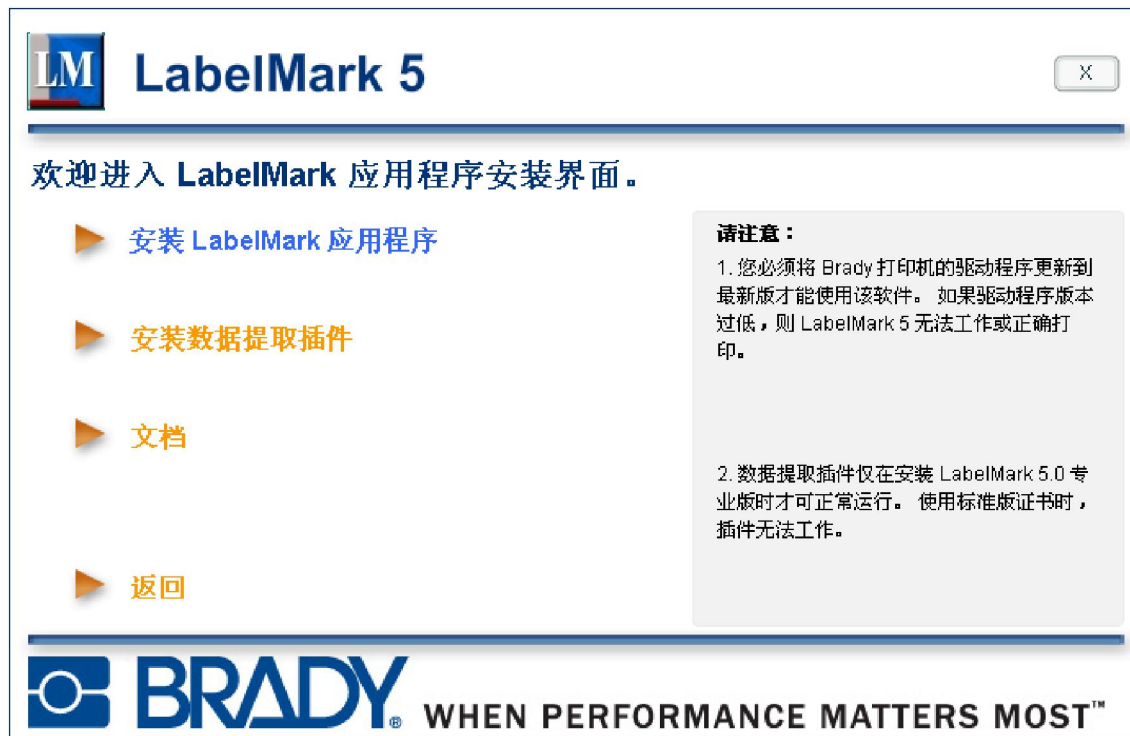 LM
LabelMark 5
X
欢迎进入 LabelMark 应用程序安装界面。
安装 LabelMark 应用程序
安装数据提取插件
文档
返回
请注意：
1. 您必须将 Brady 打印机的驱动程序更新到
最新版才能使用该软件。 如果驱动程序版本
过低，则 LabelMark 5 无法工作或正确打
印。
2. 数据提取插件仅在安装 LabelMark 5.0 专
业版时才可正常运行。 使用标准版证书时，
插件无法工作。
BRADY® WHEN PERFORMANCE MATTERS MOST™